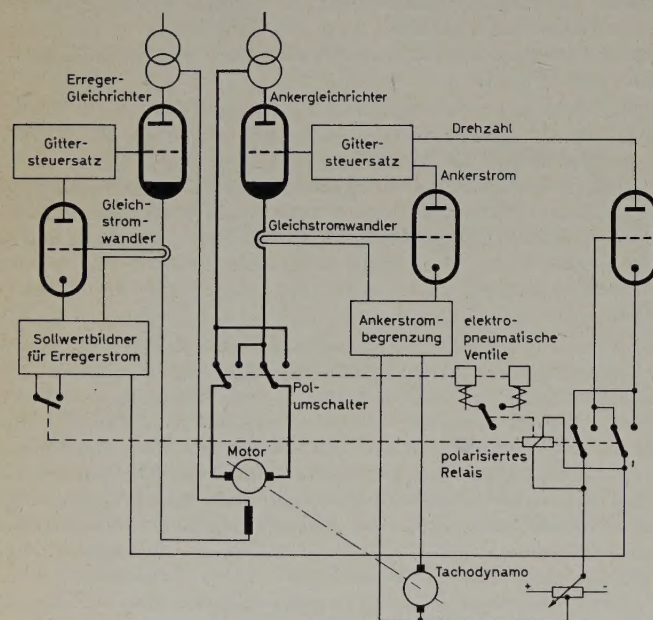 Erreger-
Gleichrichter
Ankergleichrichter
Gitter-
steuersatz
Gitter-
steuersatz
Drehzahl
Ankerstrom
Gleich-
strom-
wandler
Gleichstromwandler
Sollwertbildner
für Erregerstrom
Ankerstrom-
begrenzung
elektro-
pneumatische
Ventile
Pol-
umschalter
Motor
polarisiertes
Relais
Tachodynamo
+
-